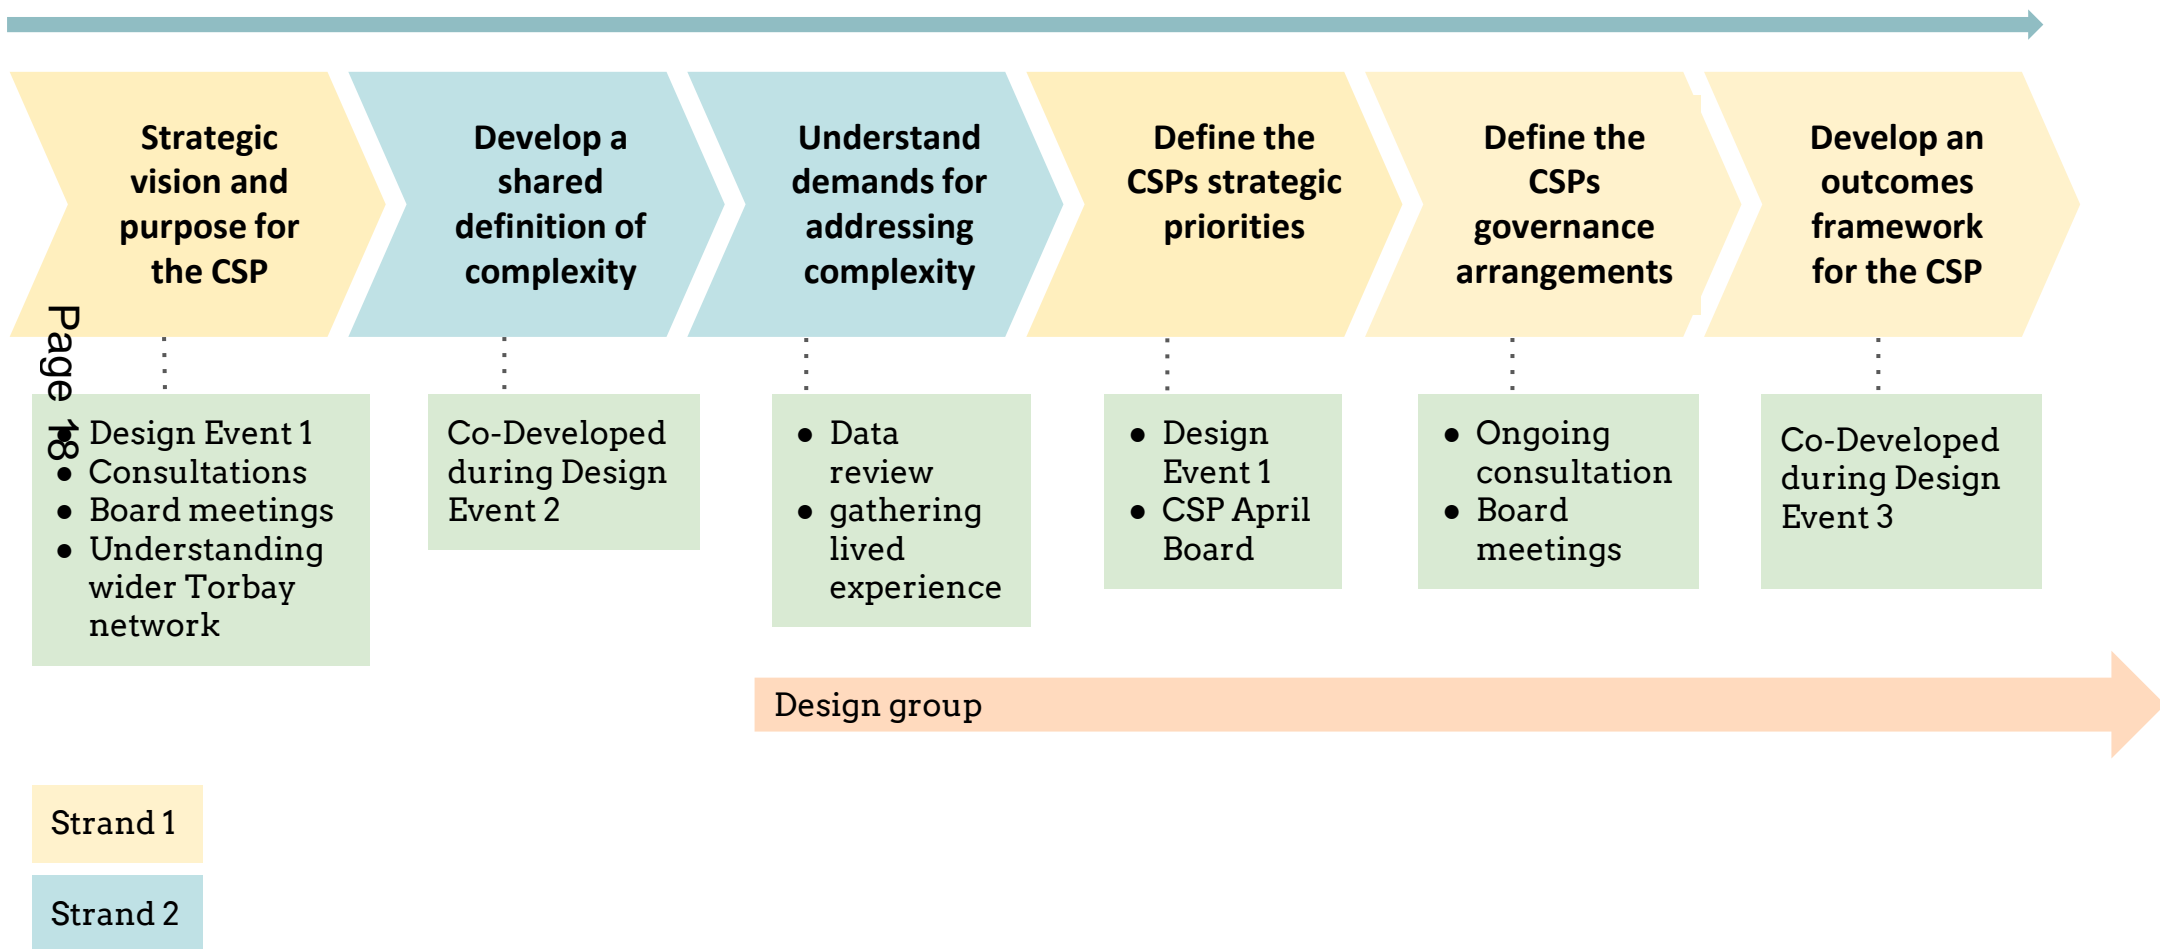 Strategic
vision and
purpose for
the CSP
Develop a
shared
definition of
complexity
Understand
demands for
addressing
complexity
Define the
CSPs strategic
priorities
Define the
CSPs
governance
arrangements
Develop an
outcomes
framework
for the CSP
Page 18
● Design Event 1
● Consultations
● Board meetings
● Understanding
wider Torbay
network
Co-Developed
during Design
Event 2
● Data
review
● gathering
lived
experience
● Design
Event 1
● CSP April
Board
● Ongoing
consultation
● Board
meetings
Co-Developed
during Design
Event 3
Design group
Strand 1
Strand 2